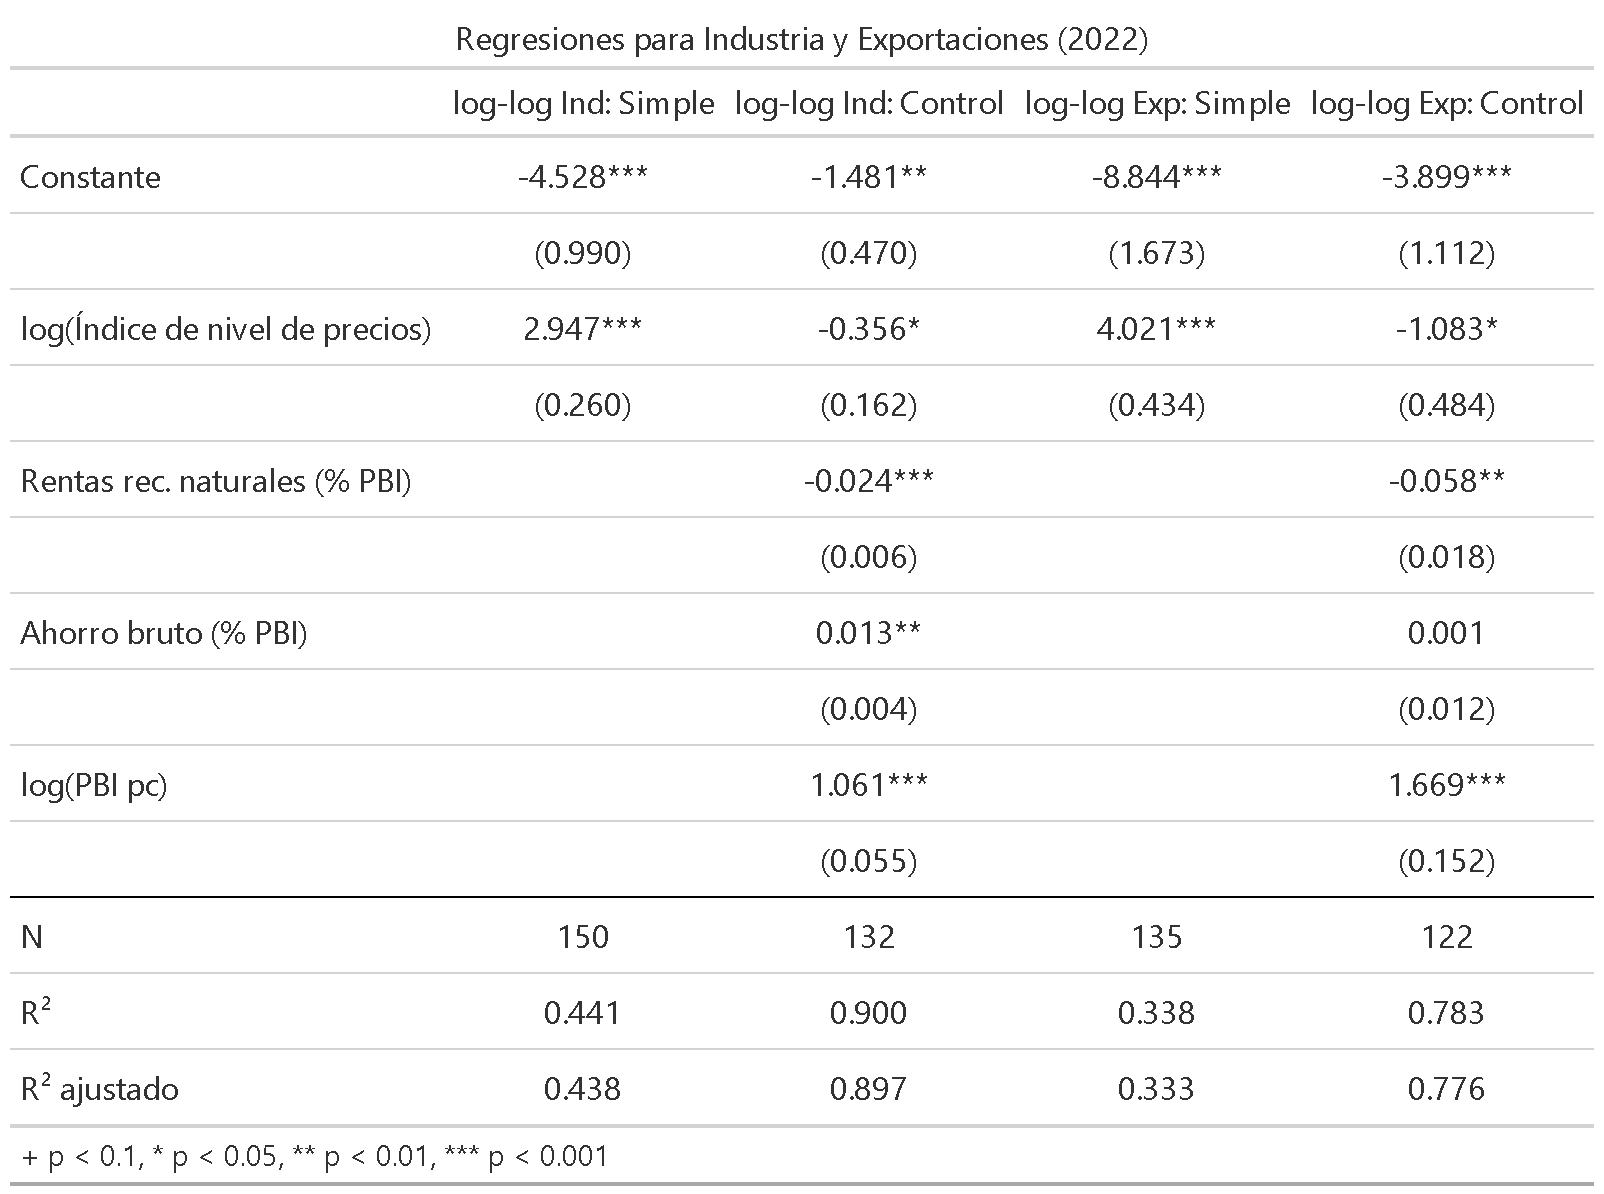 Regresiones para Industria y Exportaciones (2022)
log-log Ind: Simple log-log Ind: Control log-log Exp: Simple log-log Exp: Control
Constante -4.528*** -1.481** -8.844*** -3.899***
(0.990) (0.470) (1.673) (1.112)
log(Índice de nivel de precios) 2.947*** -0.356* 4.021*** -1.083*
(0.260) (0.162) (0.434) (0.484)
Rentas rec. naturales (% PBI) -0.024*** -0.058**
(0.006) (0.018)
Ahorro bruto (% PBI) 0.013** 0.001
(0.004) (0.012)
log(PBI pc) 1.061*** 1.669***
(0.055) (0.152)
N 150 132 135 122
R² 0.441 0.900 0.338 0.783
R² ajustado 0.438 0.897 0.333 0.776
+ p < 0.1, * p < 0.05, ** p < 0.01, *** p < 0.001